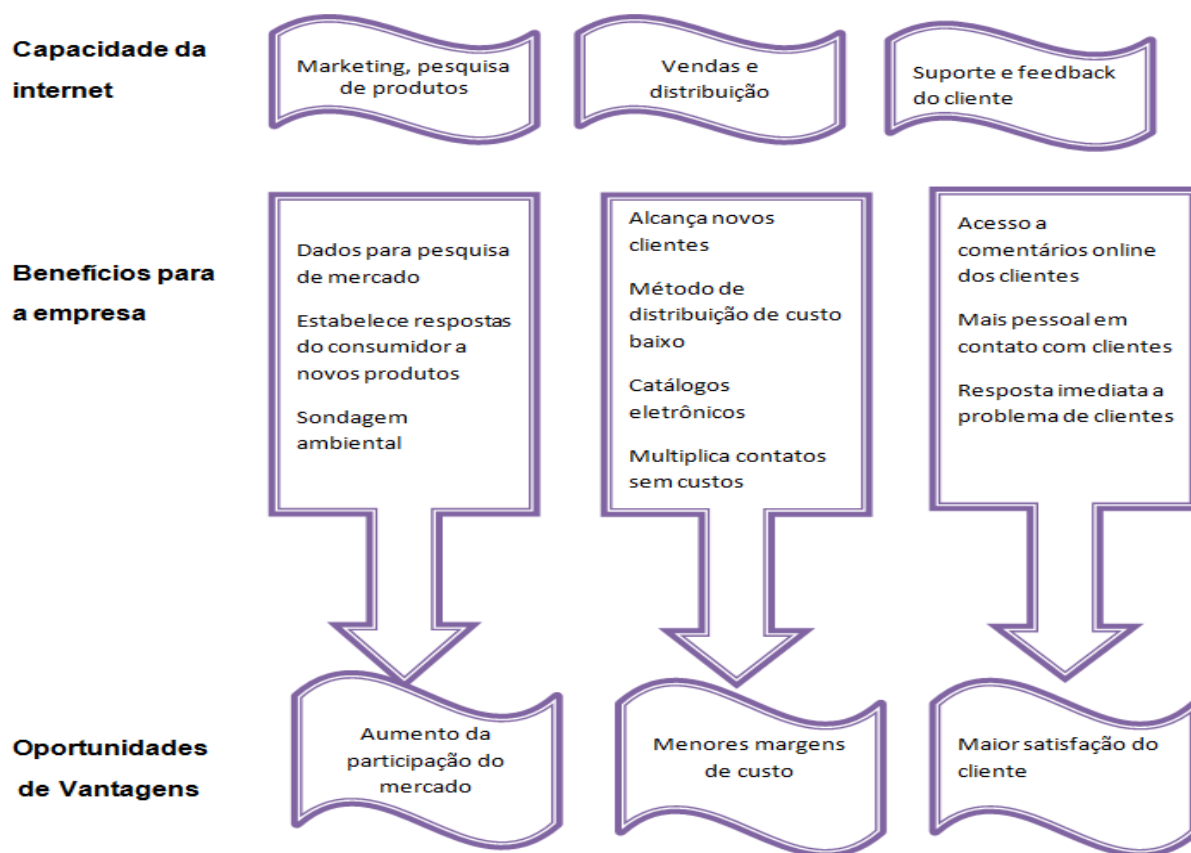 Capacidade da
internet
Marketing, pesquisa
de produtos
Vendas e
distribuição
Suporte e feedback
do cliente
Benefícios para
a empresa
Dados para pesquisa
de mercado
Estabelece respostas
do consumidor a
novos produtos
Sondagem
ambiental
Alcança novos
clientes
Método de
distribuição de custo
baixo
Catálogos
eletrônicos
Multiplica contatos
sem custos
Acesso a
comentários online
dos clientes
Mais pessoal em
contato com clientes
Resposta imediata a
problema de clientes
Oportunidades
de Vantagens
Aumento da
participação do
mercado
Menores margens
de custo
Maior satisfação do
cliente